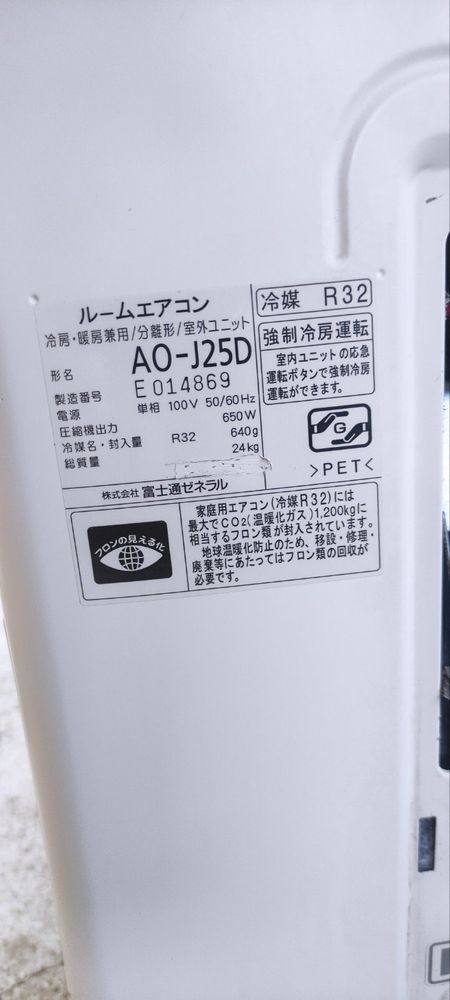 ルームエアコン
冷房・暖房兼用/分離形/室外ユニット
形名 AO-J25D
製造番号 E014869
電源 単相 100V 50/60Hz
圧縮機出力 650W
冷媒名・封入量 R32 640g
総質量 24kg
株式会社 富士通ゼネラル
冷媒 R32
強制冷房運転
室内ユニットの応急
運転ボタンで強制冷房
運転ができます。
G
>PET<
フロンの見える化
家庭用エアコン(冷媒R32)には
最大でCO2(温暖化ガス)1,200kgに
相当するフロン類が封入されています。
地球温暖化防止のため、移設・修理・
廃棄等にあたってはフロン類の回収が
必要です。